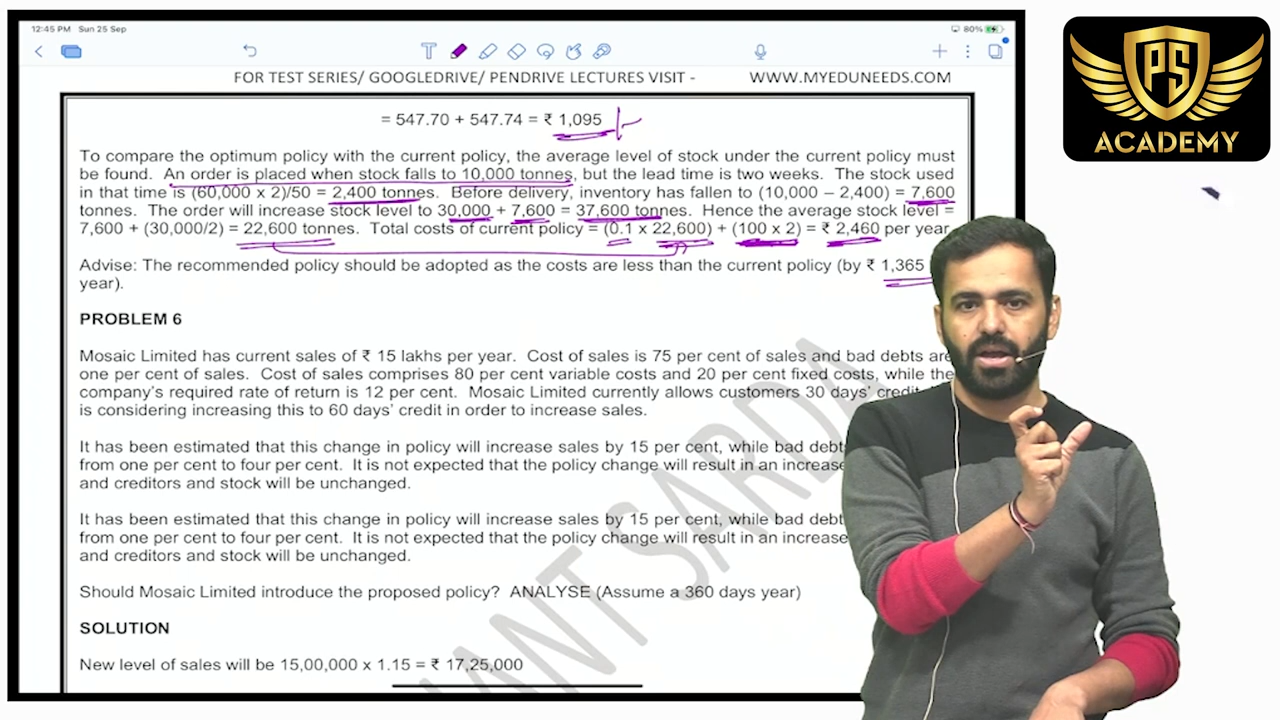 12:45 PM Sun 25 Sep
80%
T
FOR TEST SERIES/ GOOGLEDRIVE/ PENDRIVE LECTURES VISIT - WWW.MYEDUNEEDS.COM
PS
ACADEMY
= 547.70 + 547.74 = ₹ 1,095
To compare the optimum policy with the current policy, the average level of stock under the current policy must
be found. An order is placed when stock falls to 10,000 tonnes, but the lead time is two weeks. The stock used
in that time is (60,000 x 2)/50 = 2,400 tonnes. Before delivery, inventory has fallen to (10,000 – 2,400) = 7,600
tonnes. The order will increase stock level to 30,000 + 7,600 = 37,600 tonnes. Hence the average stock level =
7,600 + (30,000/2) = 22,600 tonnes. Total costs of current policy = (0.1 x 22,600) + (100 x 2) = ₹ 2,460 per year.
Advise: The recommended policy should be adopted as the costs are less than the current policy (by ₹ 1,365
year).
PROBLEM 6
Mosaic Limited has current sales of ₹ 15 lakhs per year. Cost of sales is 75 per cent of sales and bad debts are
one per cent of sales. Cost of sales comprises 80 per cent variable costs and 20 per cent fixed costs, while the
company's required rate of return is 12 per cent. Mosaic Limited currently allows customers 30 days' credit
is considering increasing this to 60 days' credit in order to increase sales.
It has been estimated that this change in policy will increase sales by 15 per cent, while bad debt
from one per cent to four per cent. It is not expected that the policy change will result in an increase
and creditors and stock will be unchanged.
It has been estimated that this change in policy will increase sales by 15 per cent, while bad debt
from one per cent to four per cent. It is not expected that the policy change will result in an increase
and creditors and stock will be unchanged.
Should Mosaic Limited introduce the proposed policy? ANALYSE (Assume a 360 days year)
SOLUTION
New level of sales will be 15,00,000 x 1.15 = ₹ 17,25,000
ANT SARDA